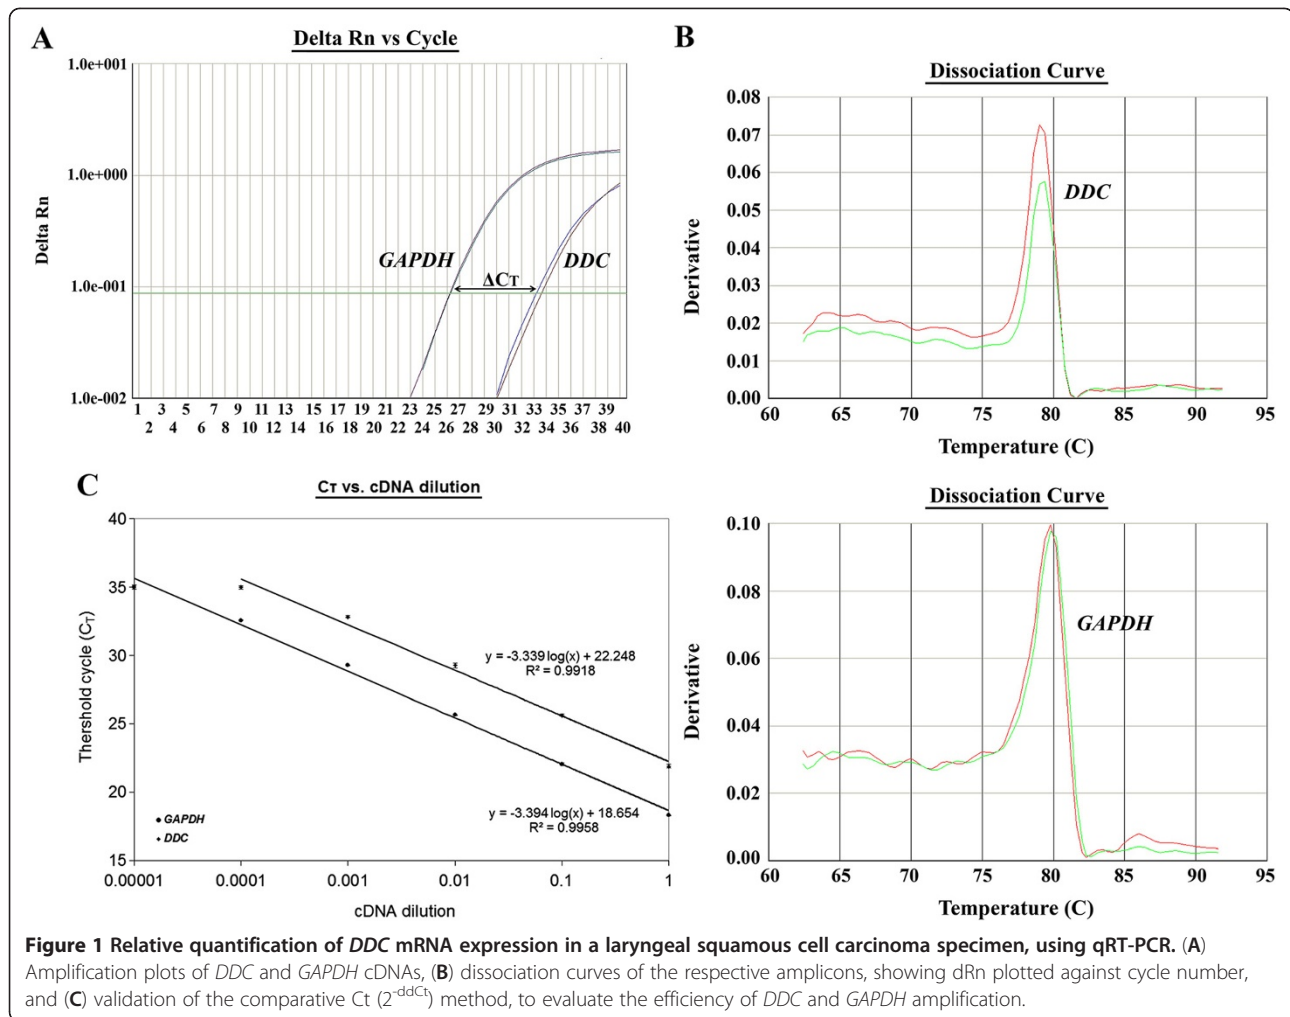 A
Delta Rn vs Cycle
1.0e+001
1.0e+000
1.0e-001
1.0e-002
Delta Rn
GAPDH
DDC
ΔCT
1 3 5 7 9 11 13 15 17 19 21 23 25 27 29 31 33 35 37 39
2 4 6 8 10 12 14 16 18 20 22 24 26 28 30 32 34 36 38 40
B
Dissociation Curve
0.08
0.07
0.06
0.05
0.04
0.03
0.02
0.01
0.00
Derivative
DDC
60 65 70 75 80 85 90 95
Temperature (C)
C
CT vs. cDNA dilution
40
35
30
25
20
15
Thershold cycle (CT)
y = -3.339 log(x) + 22.248
R² = 0.9918
y = -3.394 log(x) + 18.654
R² = 0.9958
GAPDH
DDC
0.00001 0.0001 0.001 0.01 0.1 1
cDNA dilution
Dissociation Curve
0.10
0.08
0.06
0.04
0.02
0.00
Derivative
GAPDH
60 65 70 75 80 85 90 95
Temperature (C)
Figure 1 Relative quantification of DDC mRNA expression in a laryngeal squamous cell carcinoma specimen, using qRT-PCR. (A)
Amplification plots of DDC and GAPDH cDNAs, (B) dissociation curves of the respective amplicons, showing dRn plotted against cycle number,
and (C) validation of the comparative Ct (2-ddCt) method, to evaluate the efficiency of DDC and GAPDH amplification.